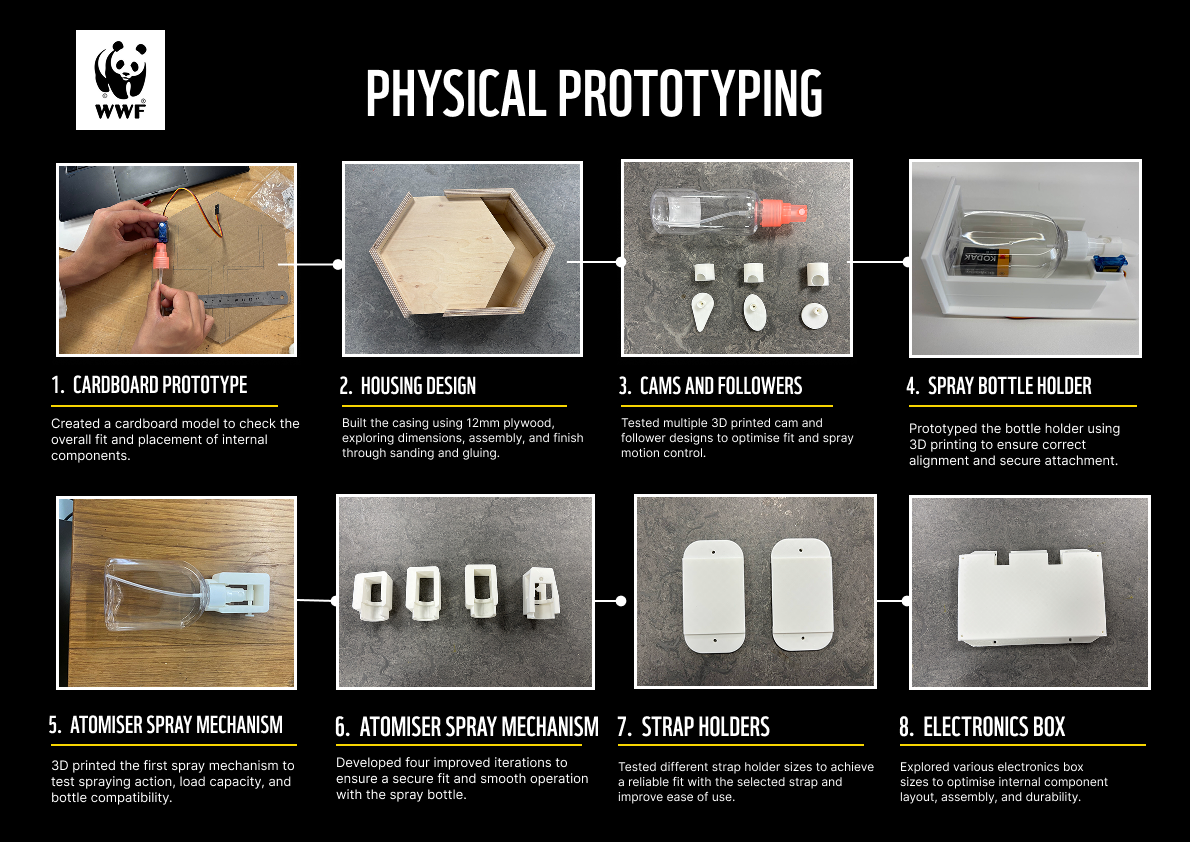 WWF
PHYSICAL PROTOTYPING
KODAK
1. CARDBOARD PROTOTYPE
Created a cardboard model to check the
overall fit and placement of internal
components.
2. HOUSING DESIGN
Built the casing using 12mm plywood,
exploring dimensions, assembly, and finish
through sanding and gluing.
3. CAMS AND FOLLOWERS
Tested multiple 3D printed cam and
follower designs to optimise fit and spray
motion control.
4. SPRAY BOTTLE HOLDER
Prototyped the bottle holder using
3D printing to ensure correct
alignment and secure attachment.
5. ATOMISER SPRAY MECHANISM
3D printed the first spray mechanism to
test spraying action, load capacity, and
bottle compatibility.
6. ATOMISER SPRAY MECHANISM
Developed four improved iterations to
ensure a secure fit and smooth operation
with the spray bottle.
7. STRAP HOLDERS
Tested different strap holder sizes to achieve
a reliable fit with the selected strap and
improve ease of use.
8. ELECTRONICS BOX
Explored various electronics box
sizes to optimise internal component
layout, assembly, and durability.